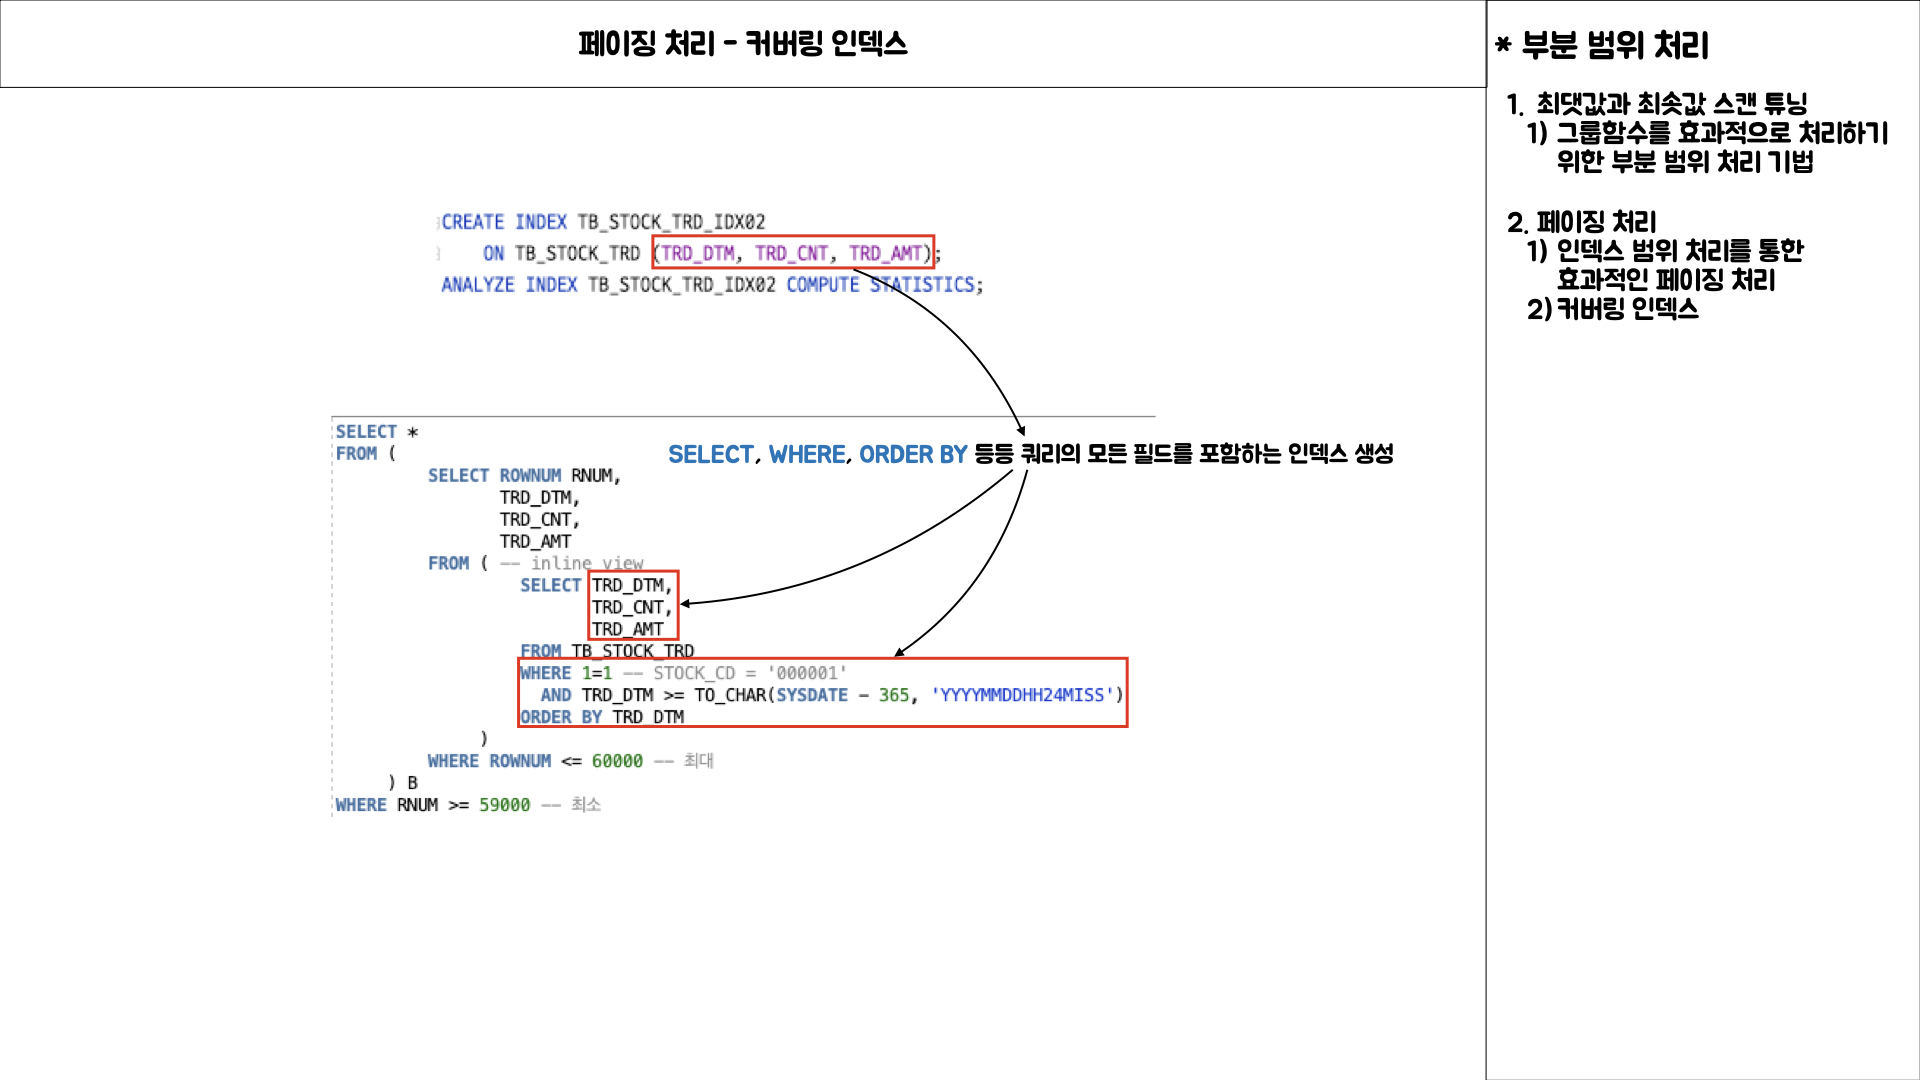 페이징 처리 - 커버링 인덱스
CREATE INDEX TB_STOCK_TRD_IDX02
ON TB_STOCK_TRD (TRD_DTM, TRD_CNT, TRD_AMT);
ANALYZE INDEX TB_STOCK_TRD_IDX02 COMPUTE STATISTICS;
SELECT, WHERE, ORDER BY 등등 쿼리의 모든 필드를 포함하는 인덱스 생성
SELECT *
FROM (
SELECT ROWNUM RNUM,
TRD_DTM,
TRD_CNT,
TRD_AMT
FROM ( -- inline view
SELECT TRD_DTM,
TRD_CNT,
TRD_AMT
FROM TB_STOCK_TRD
WHERE 1=1 -- STOCK_CD = '000001'
AND TRD_DTM >= TO_CHAR(SYSDATE - 365, 'YYYYMMDDHH24MISS')
ORDER BY TRD_DTM
)
WHERE ROWNUM <= 60000 -- 최대
) B
WHERE RNUM >= 59000 -- 최소
* 부분 범위 처리
1. 최댓값과 최솟값 스캔 튜닝
1) 그룹함수를 효과적으로 처리하기
위한 부분 범위 처리 기법
2. 페이징 처리
1) 인덱스 범위 처리를 통한
효과적인 페이징 처리
2) 커버링 인덱스